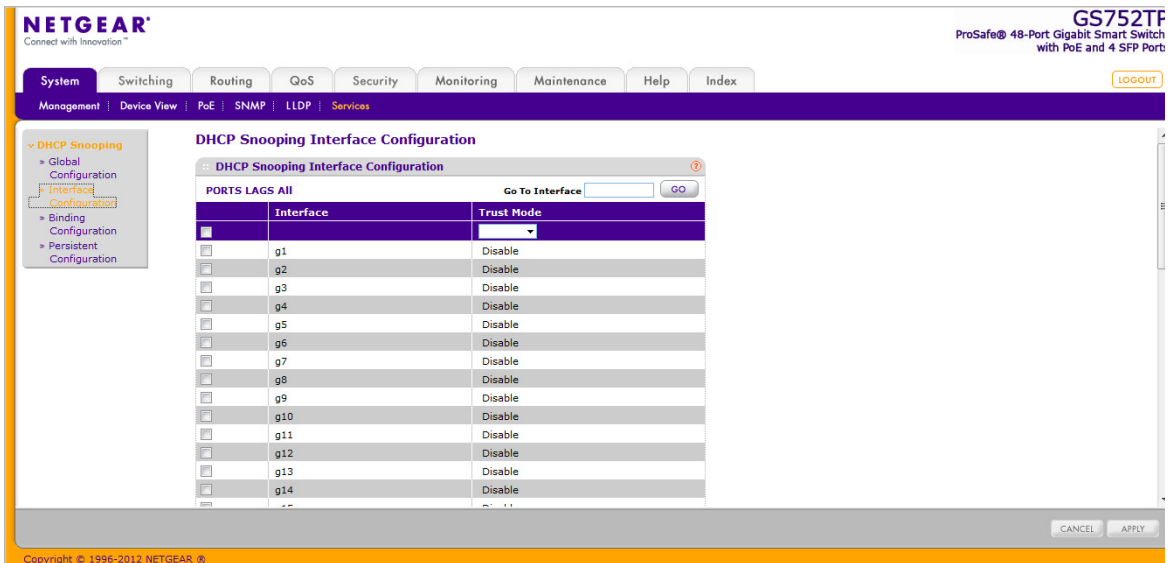 NETGEAR®
Connect with Innovation™
GS752TP
ProSafe® 48-Port Gigabit Smart Switch
with PoE and 4 SFP Ports
System Switching Routing QoS Security Monitoring Maintenance Help Index LOGOUT
Management Device View PoE SNMP LLDP Services
DHCP Snooping
» Global
Configuration
» Interface
Configuration
» Binding
Configuration
» Persistent
Configuration
DHCP Snooping Interface Configuration
DHCP Snooping Interface Configuration ?
PORTS LAGS All Go To Interface GO
Interface Trust Mode
g1 Disable
g2 Disable
g3 Disable
g4 Disable
g5 Disable
g6 Disable
g7 Disable
g8 Disable
g9 Disable
g10 Disable
g11 Disable
g12 Disable
g13 Disable
g14 Disable
CANCEL APPLY
Copyright © 1996-2012 NETGEAR ®